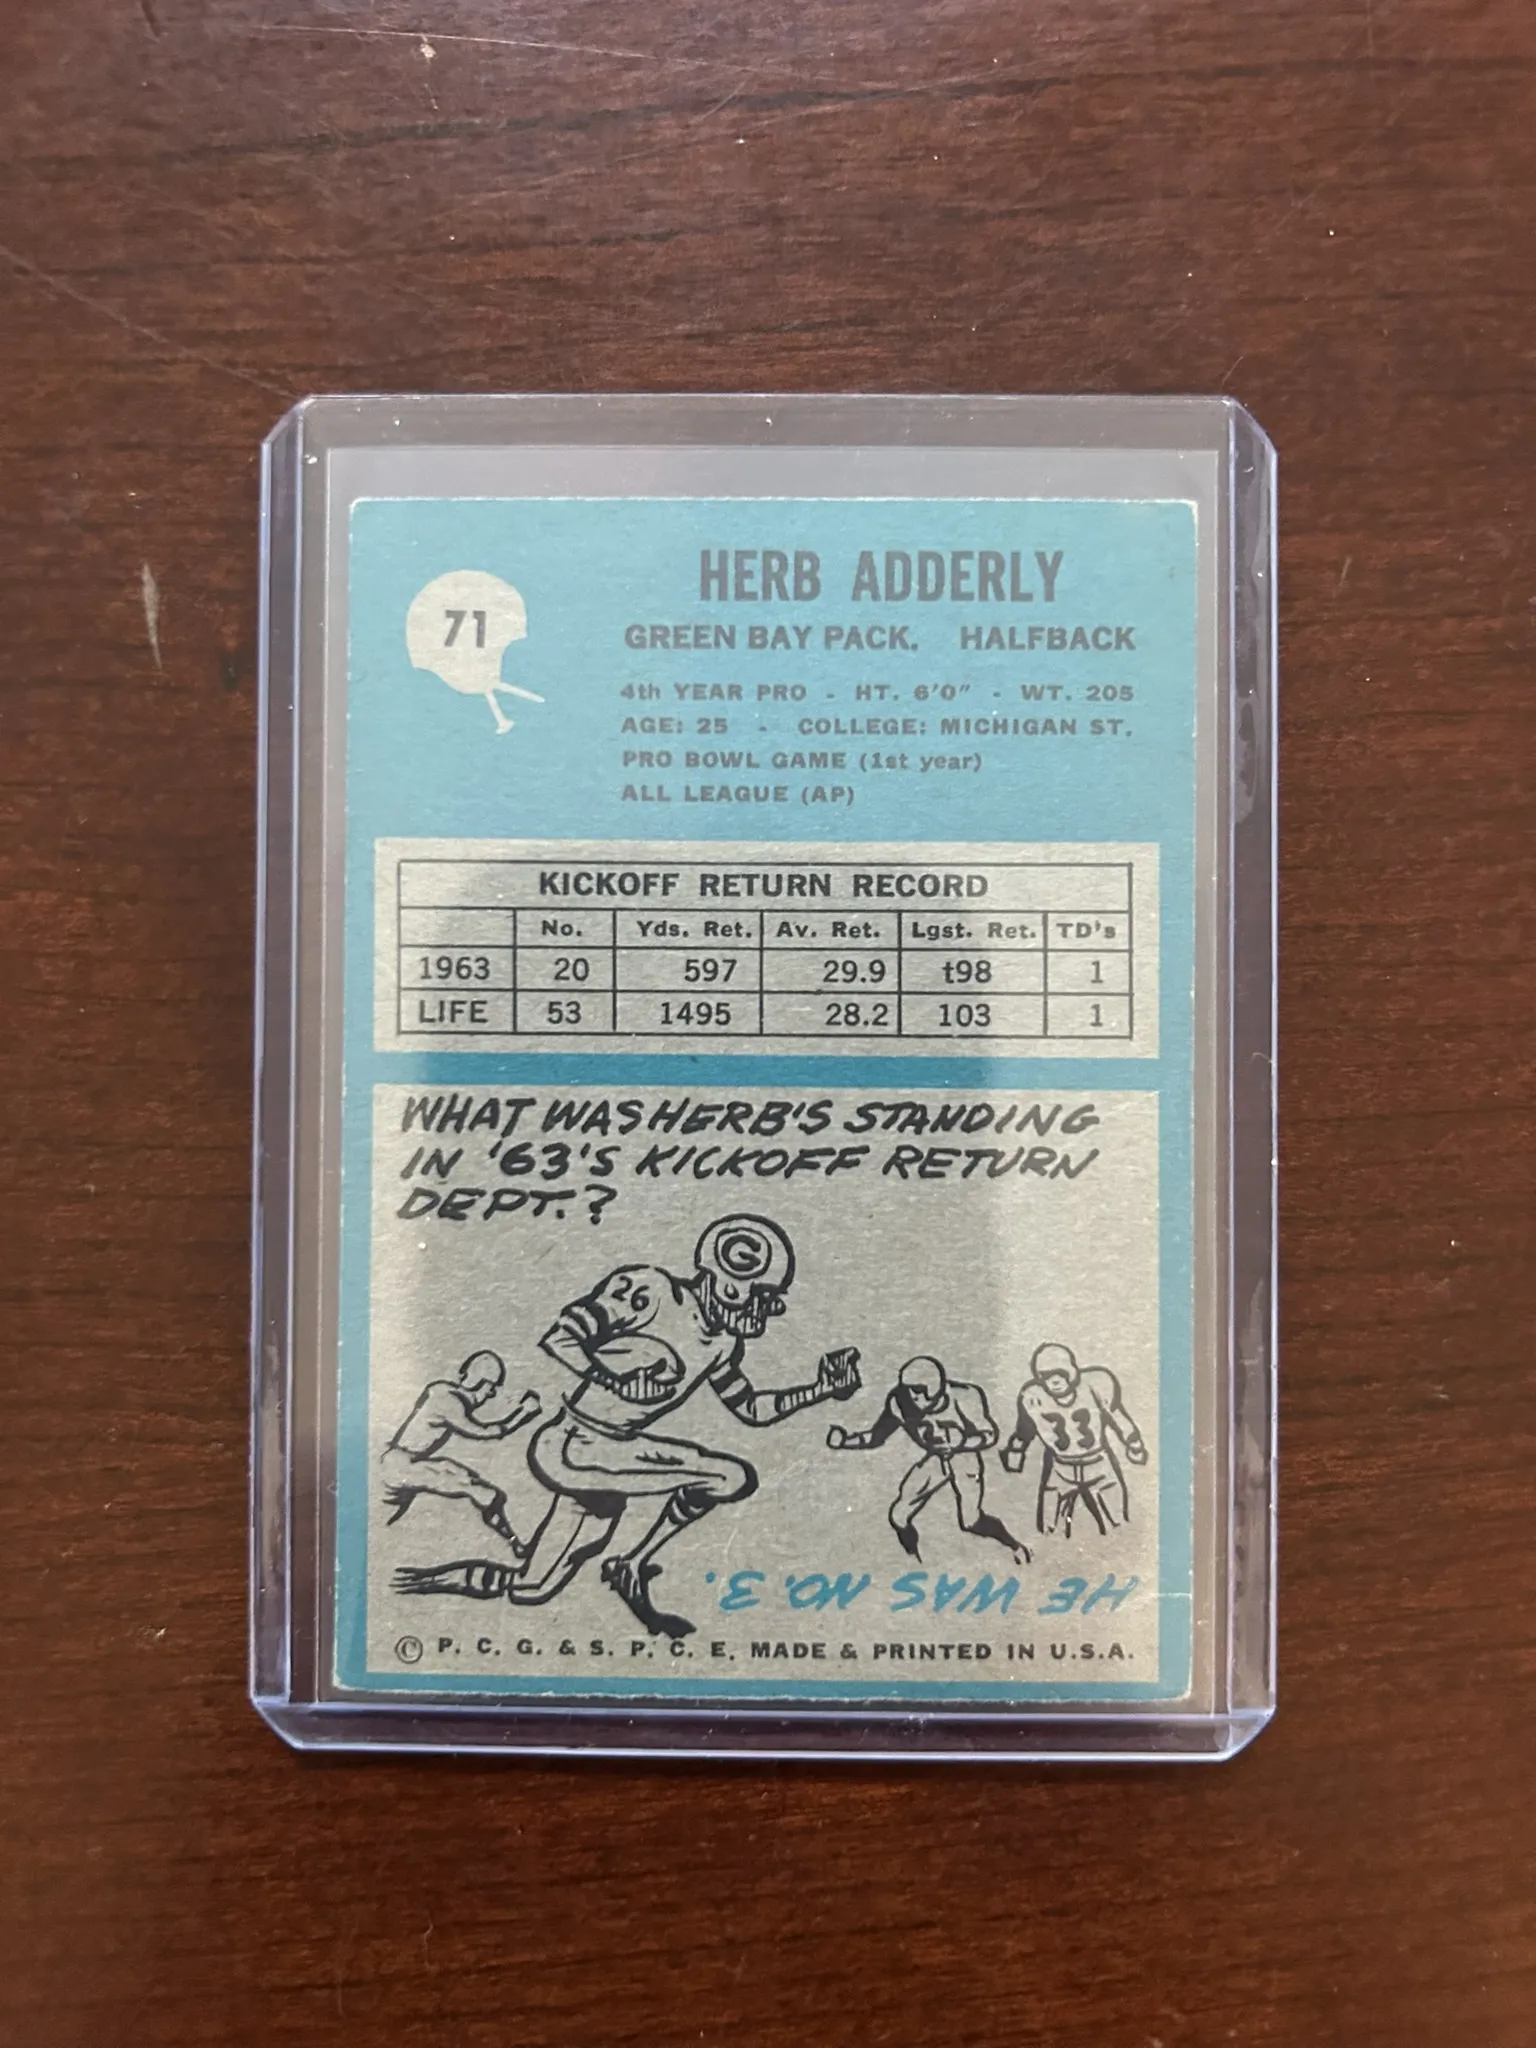 71
HERB ADDERLY
GREEN BAY PACK. HALFBACK
4th YEAR PRO - HT. 6'0" - WT. 205
AGE: 25 - COLLEGE: MICHIGAN ST.
PRO BOWL GAME (1st year)
ALL LEAGUE (AP)
KICKOFF RETURN RECORD
No. Yds. Ret. Av. Ret. Lgst. Ret. TD's
1963 20 597 29.9 t98 1
LIFE 53 1495 28.2 103 1
WHAT WAS HERB'S STANDING
IN '63'S KICKOFF RETURN
DEPT.?
G
26
33
HE WAS NO. 3.
© P. C. G. & S. P. C. E. MADE & PRINTED IN U.S.A.